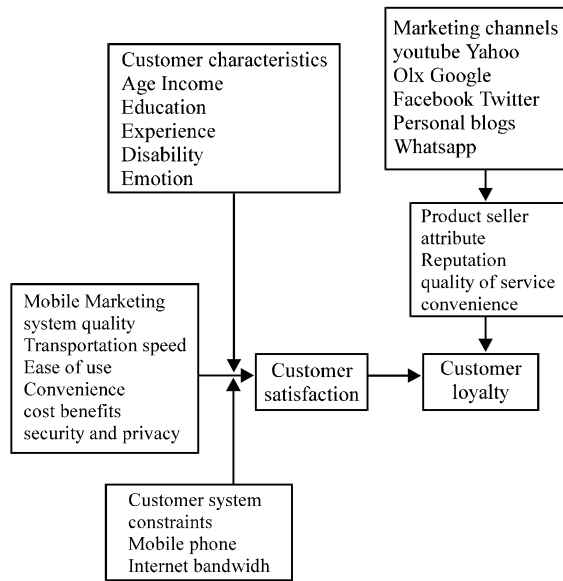 Customer characteristics
Age Income
Education
Experience
Disability
Emotion
Marketing channels
youtube Yahoo
Olx Google
Facebook Twitter
Personal blogs
Whatsapp
Product seller
attribute
Reputation
quality of service
convenience
Mobile Marketing
system quality
Transportation speed
Ease of use
Convenience
cost benefits
security and privacy
Customer
satisfaction
Customer
loyalty
Customer system
constraints
Mobile phone
Internet bandwidh